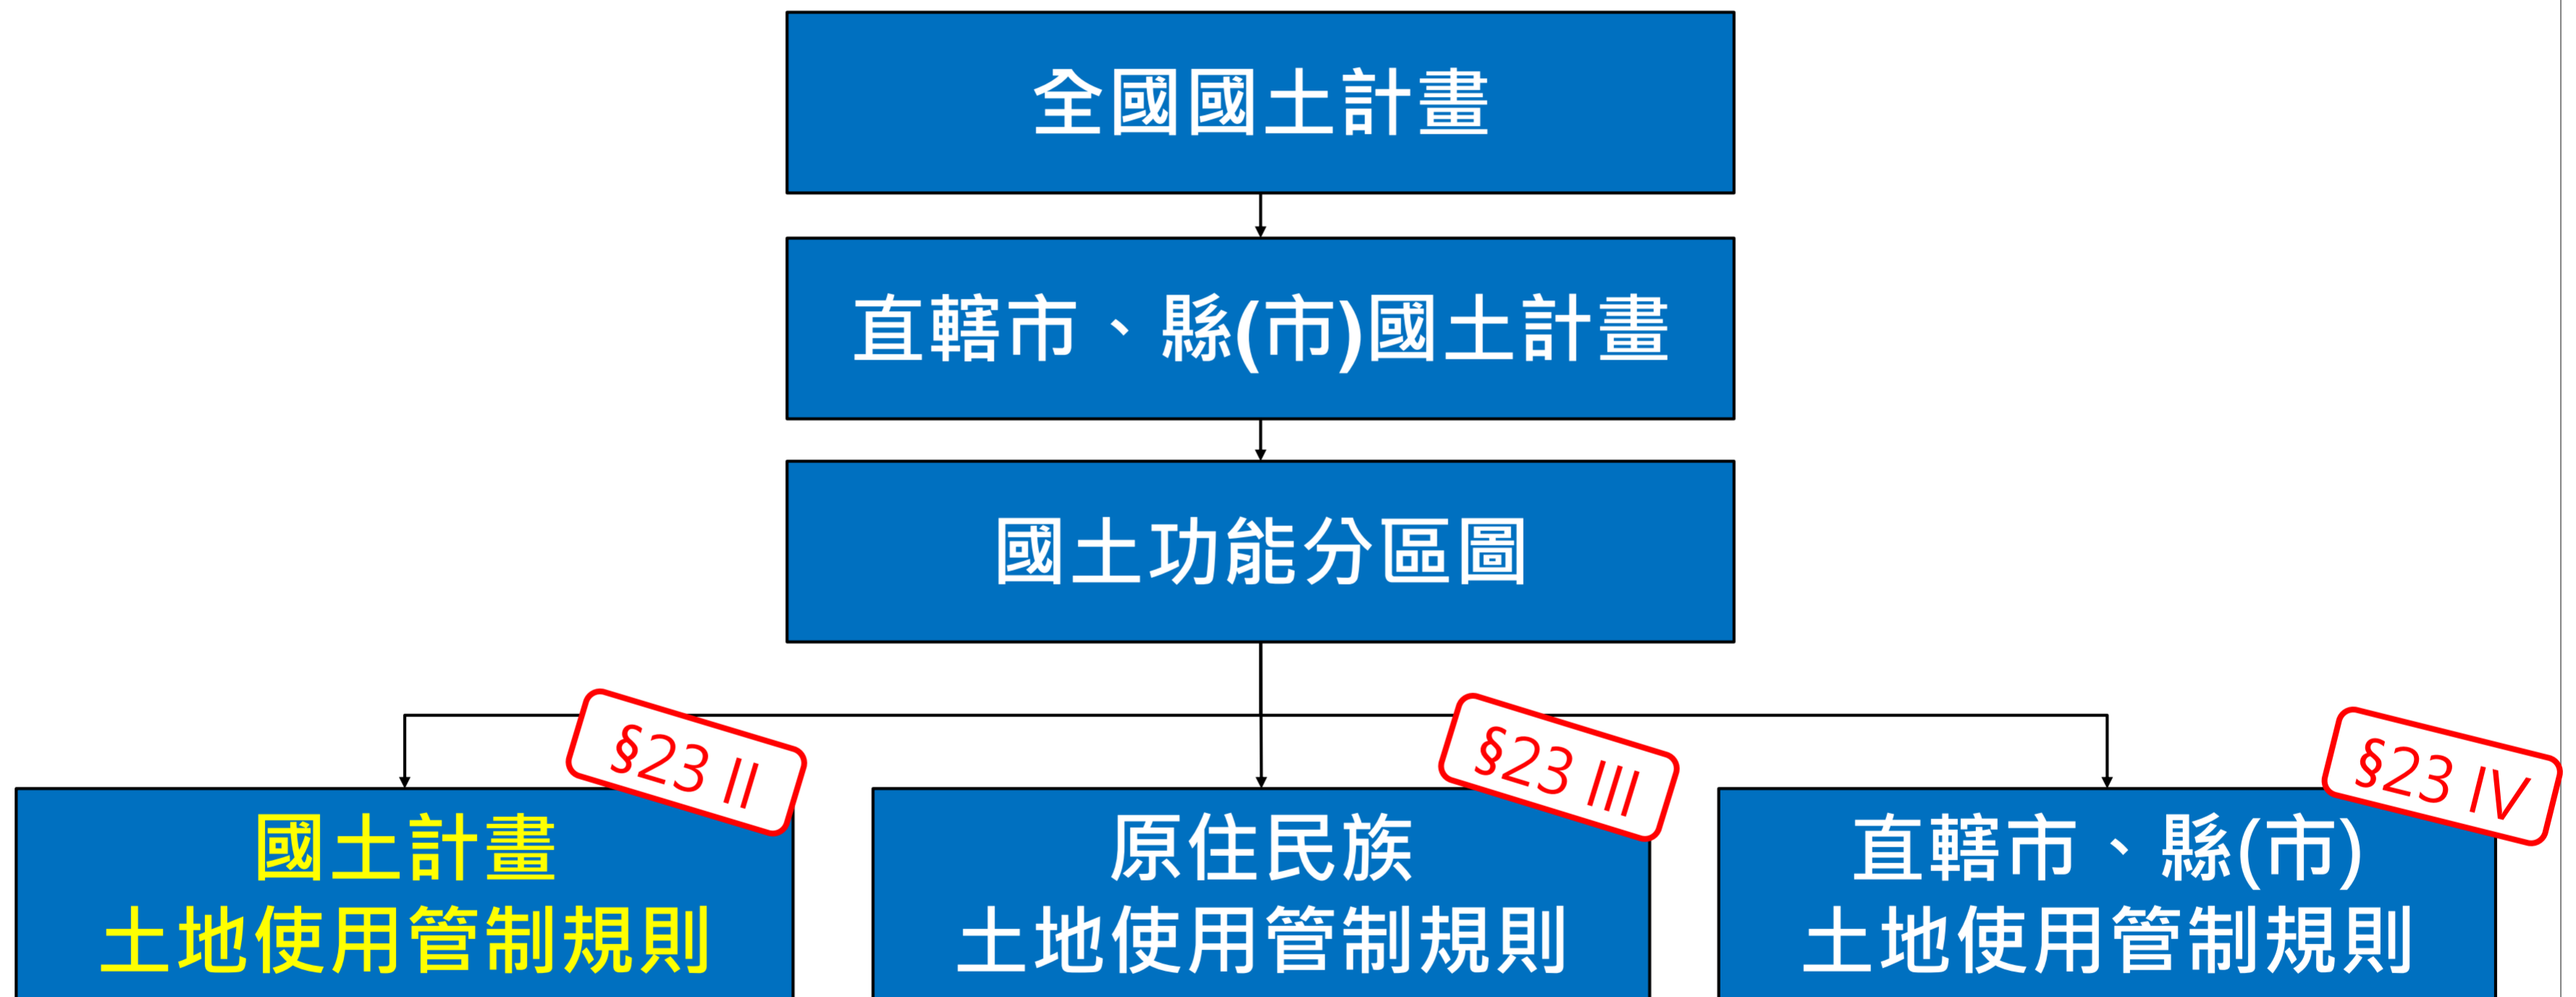 全國國土計畫
直轄市、縣(市)國土計畫
國土功能分區圖
§23 II
國土計畫
土地使用管制規則
§23 III
原住民族
土地使用管制規則
§23 IV
直轄市、縣(市)
土地使用管制規則